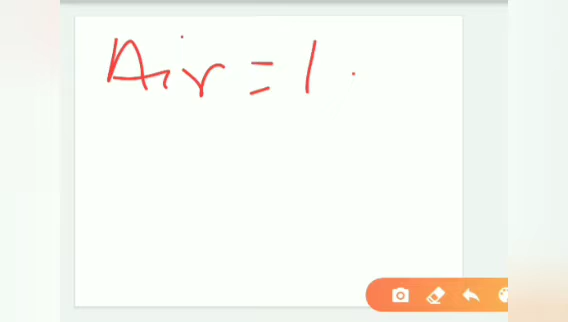 Air = 1.